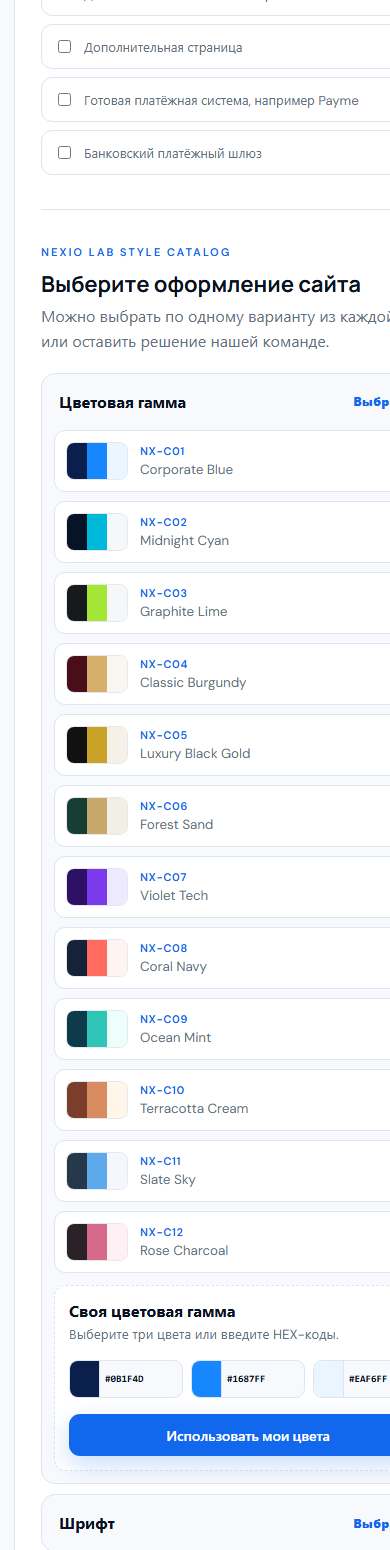 Дополнительная страница
Готовая платёжная система, например Payme
Банковский платёжный шлюз
NEXIO LAB STYLE CATALOG
Выберите оформление сайта
Можно выбрать по одному варианту из каждой
или оставить решение нашей команде.
Цветовая гамма
NX-C01
Corporate Blue
NX-C02
Midnight Cyan
NX-C03
Graphite Lime
NX-C04
Classic Burgundy
NX-C05
Luxury Black Gold
NX-C06
Forest Sand
NX-C07
Violet Tech
NX-C08
Coral Navy
NX-C09
Ocean Mint
NX-C10
Terracotta Cream
NX-C11
Slate Sky
NX-C12
Rose Charcoal
Своя цветовая гамма
Выберите три цвета или введите HEX-коды.
#0B1F4D #1687FF #EAF6FF
Использовать мои цвета
Шрифт